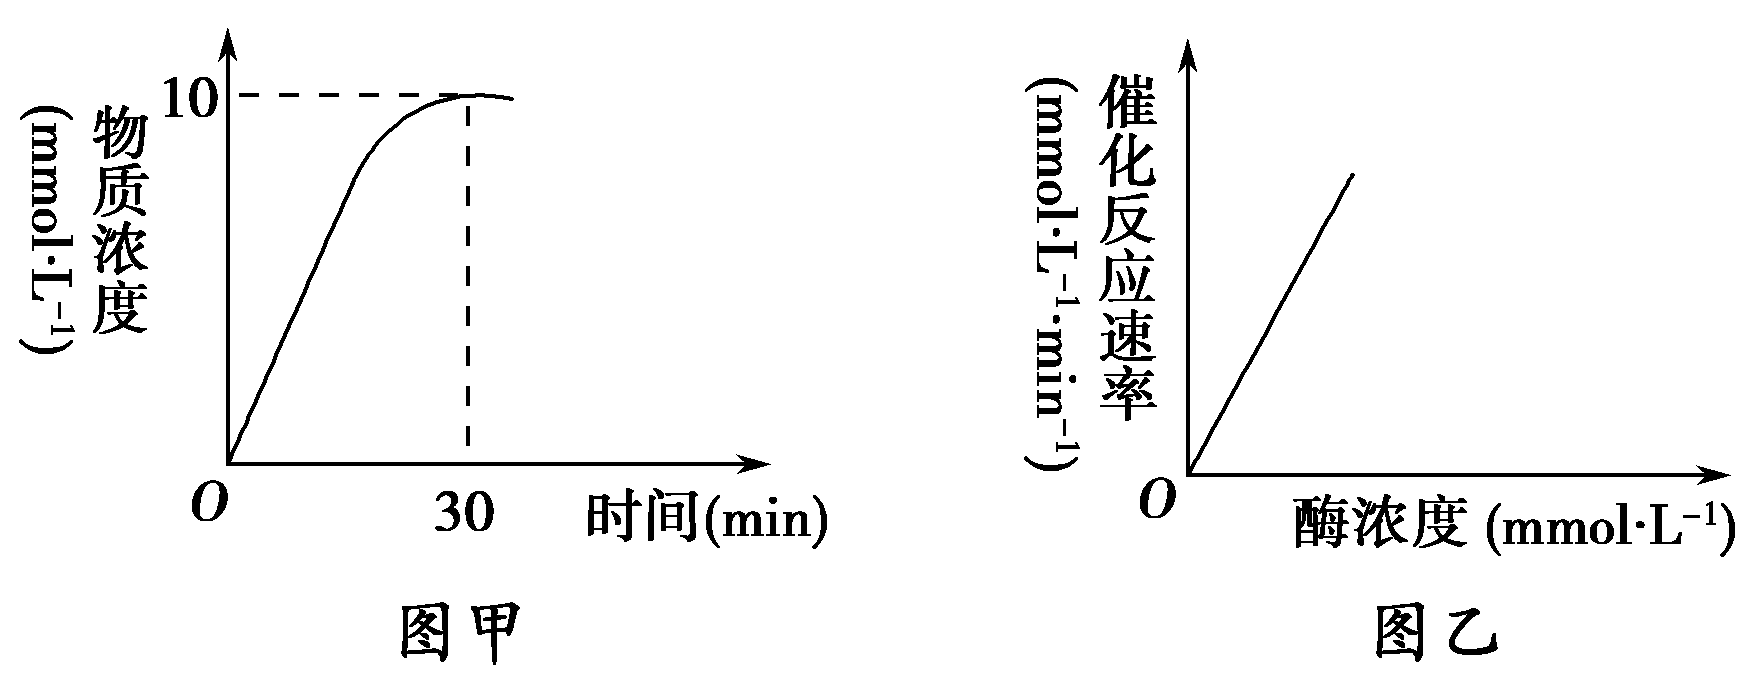 物质浓度
(mmol·L⁻¹)
10
O
30
时间(min)
图甲
催化反应速率
(mmol·L⁻¹·min⁻¹)
O
酶浓度 (mmol·L⁻¹)
图乙